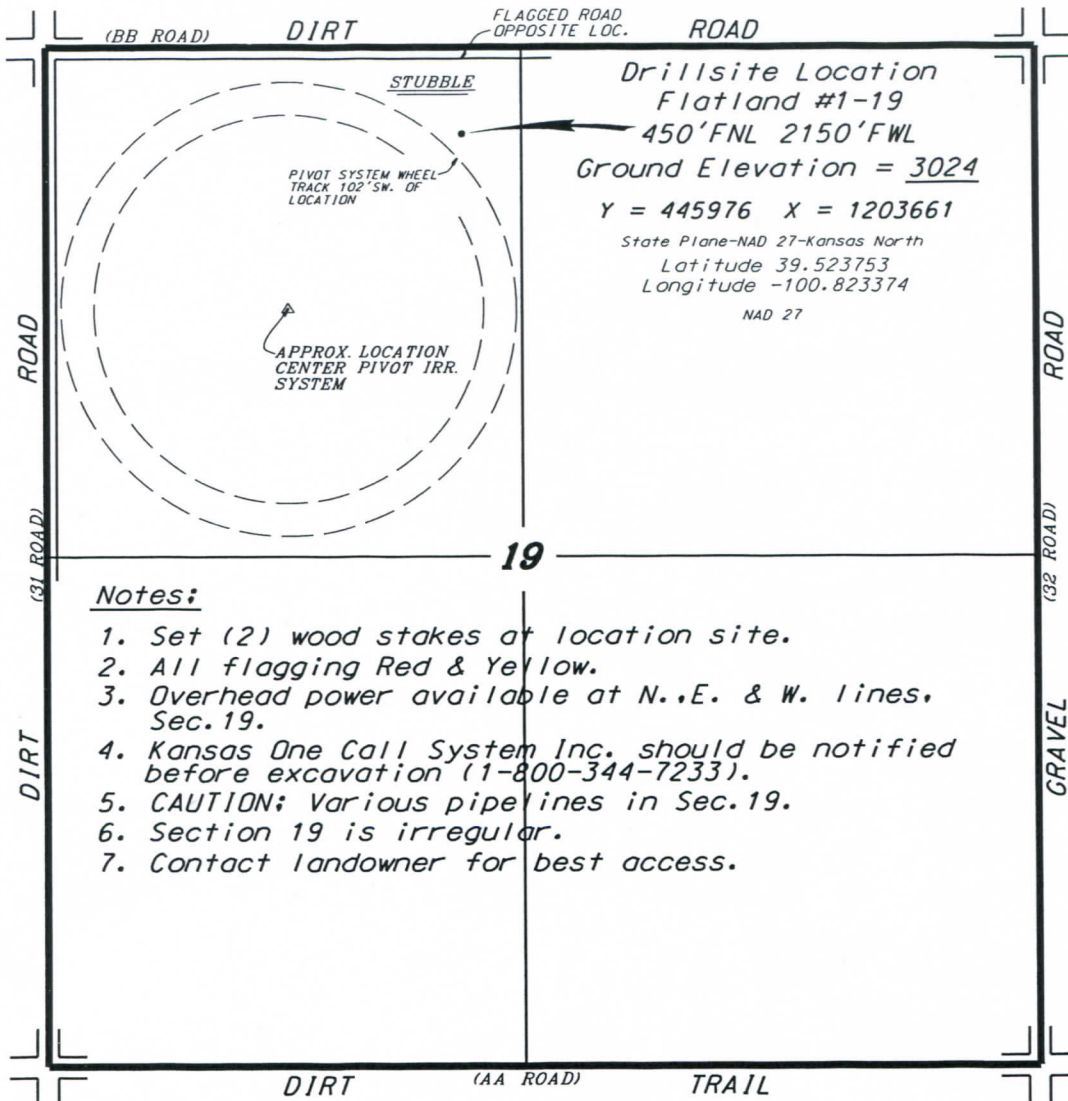 (BB ROAD) DIRT ROAD
FLAGGED ROAD
OPPOSITE LOC.
STUBBLE
Drillsite Location
Flatland #1-19
450'FNL 2150'FWL
Ground Elevation = 3024
Y = 445976 X = 1203661
State Plane-NAD 27-Kansas North
Latitude 39.523753
Longitude -100.823374
NAD 27
PIVOT SYSTEM WHEEL
TRACK 102'SW. OF
LOCATION
APPROX. LOCATION
CENTER PIVOT IRR.
SYSTEM
ROAD
(31 ROAD)
DIRT
ROAD
(32 ROAD)
GRAVEL
19
Notes:
1. Set (2) wood stakes at location site.
2. All flagging Red & Yellow.
3. Overhead power available at N.,E. & W. lines,
Sec.19.
4. Kansas One Call System Inc. should be notified
before excavation (1-800-344-7233).
5. CAUTION: Various pipelines in Sec.19.
6. Section 19 is irregular.
7. Contact landowner for best access.
DIRT (AA ROAD) TRAIL